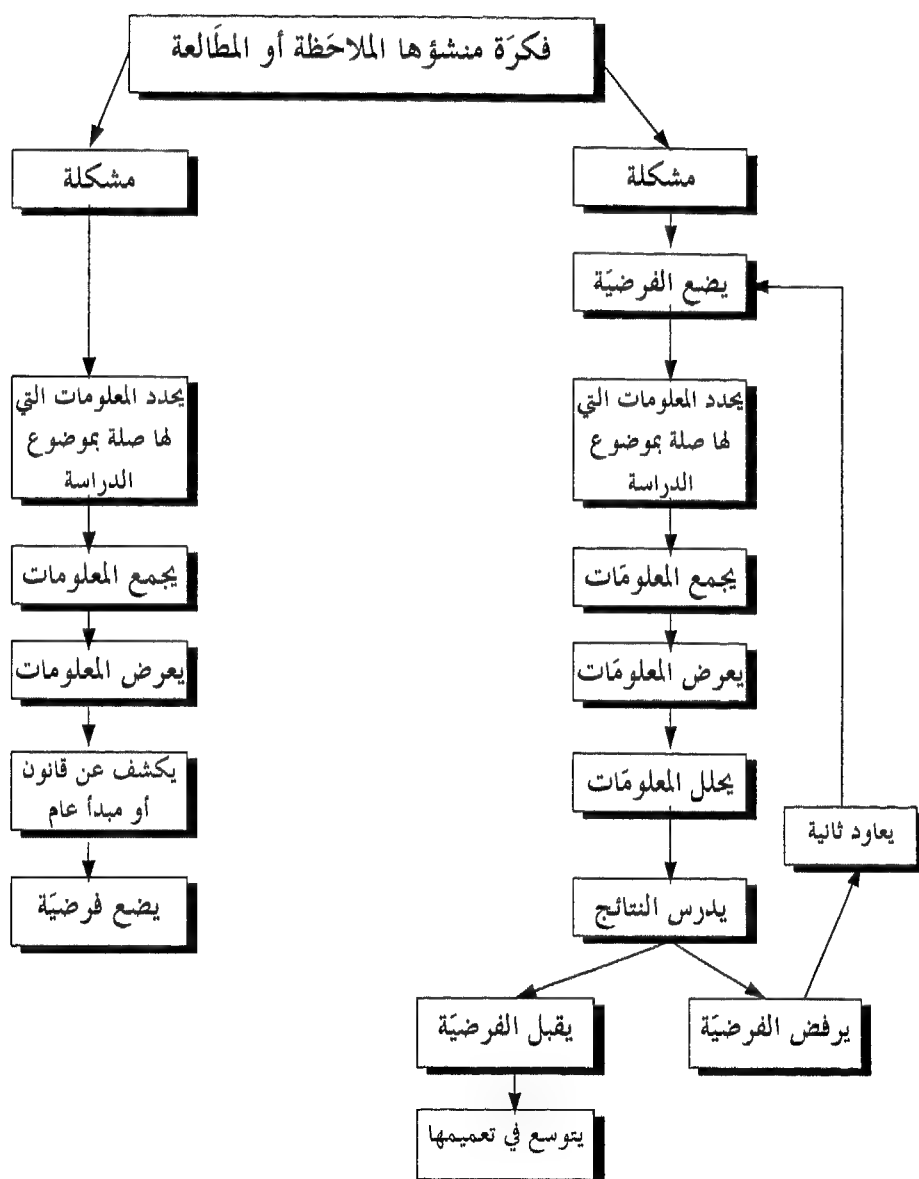 فكرَة منشؤها الملاحَظة أو المطَالعة
مشكلة
يضع الفرضيَّة
يحدد المعلومات التي
لها صلة بموضوع
الدراسة
يجمع المعلومَات
يعرض المعلومَات
يحلل المعلومَات
يدرس النتائج
يرفض الفرضيَّة
يعاود ثانية
يقبل الفرضيَّة
يتوسع في تعميمها
مشكلة
يحدد المعلومات التي
لها صلة بموضوع
الدراسة
يجمع المعلومات
يعرض المعلومات
يكشف عن قانون
أو مبدأ عام
يضع فرضيَّة